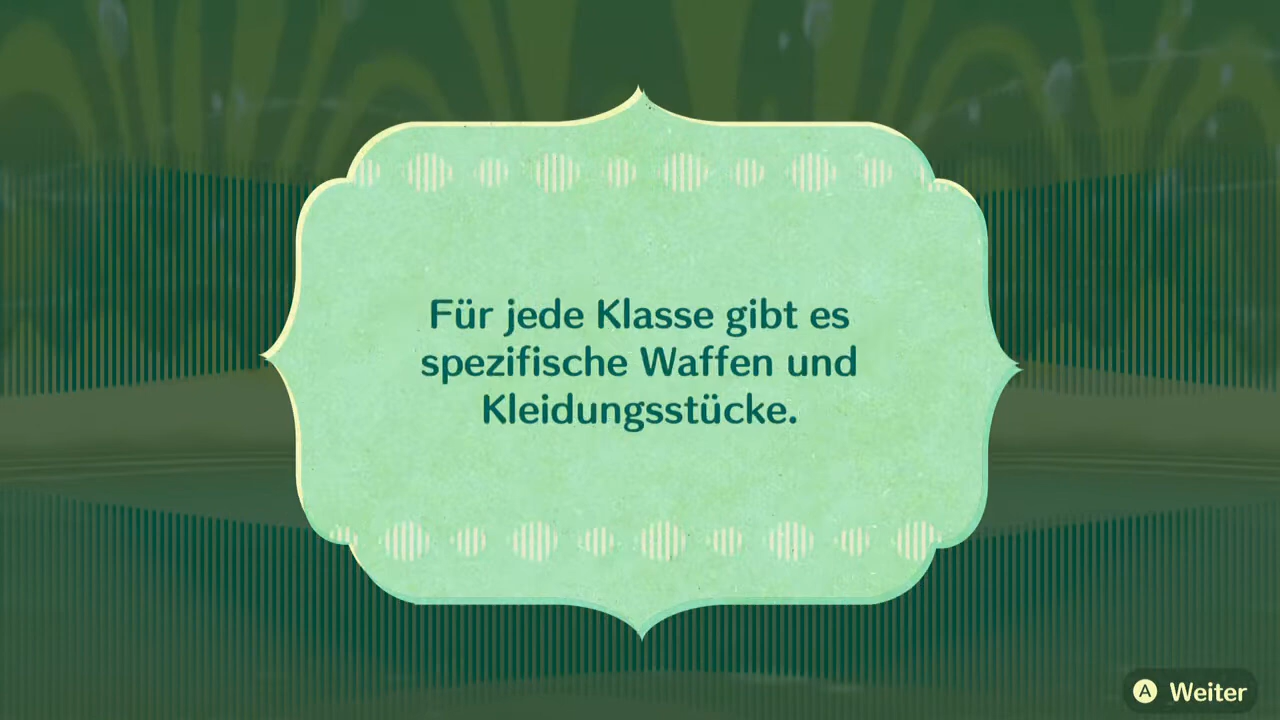 Für jede Klasse gibt es
spezifische Waffen und
Kleidungsstücke.
A Weiter